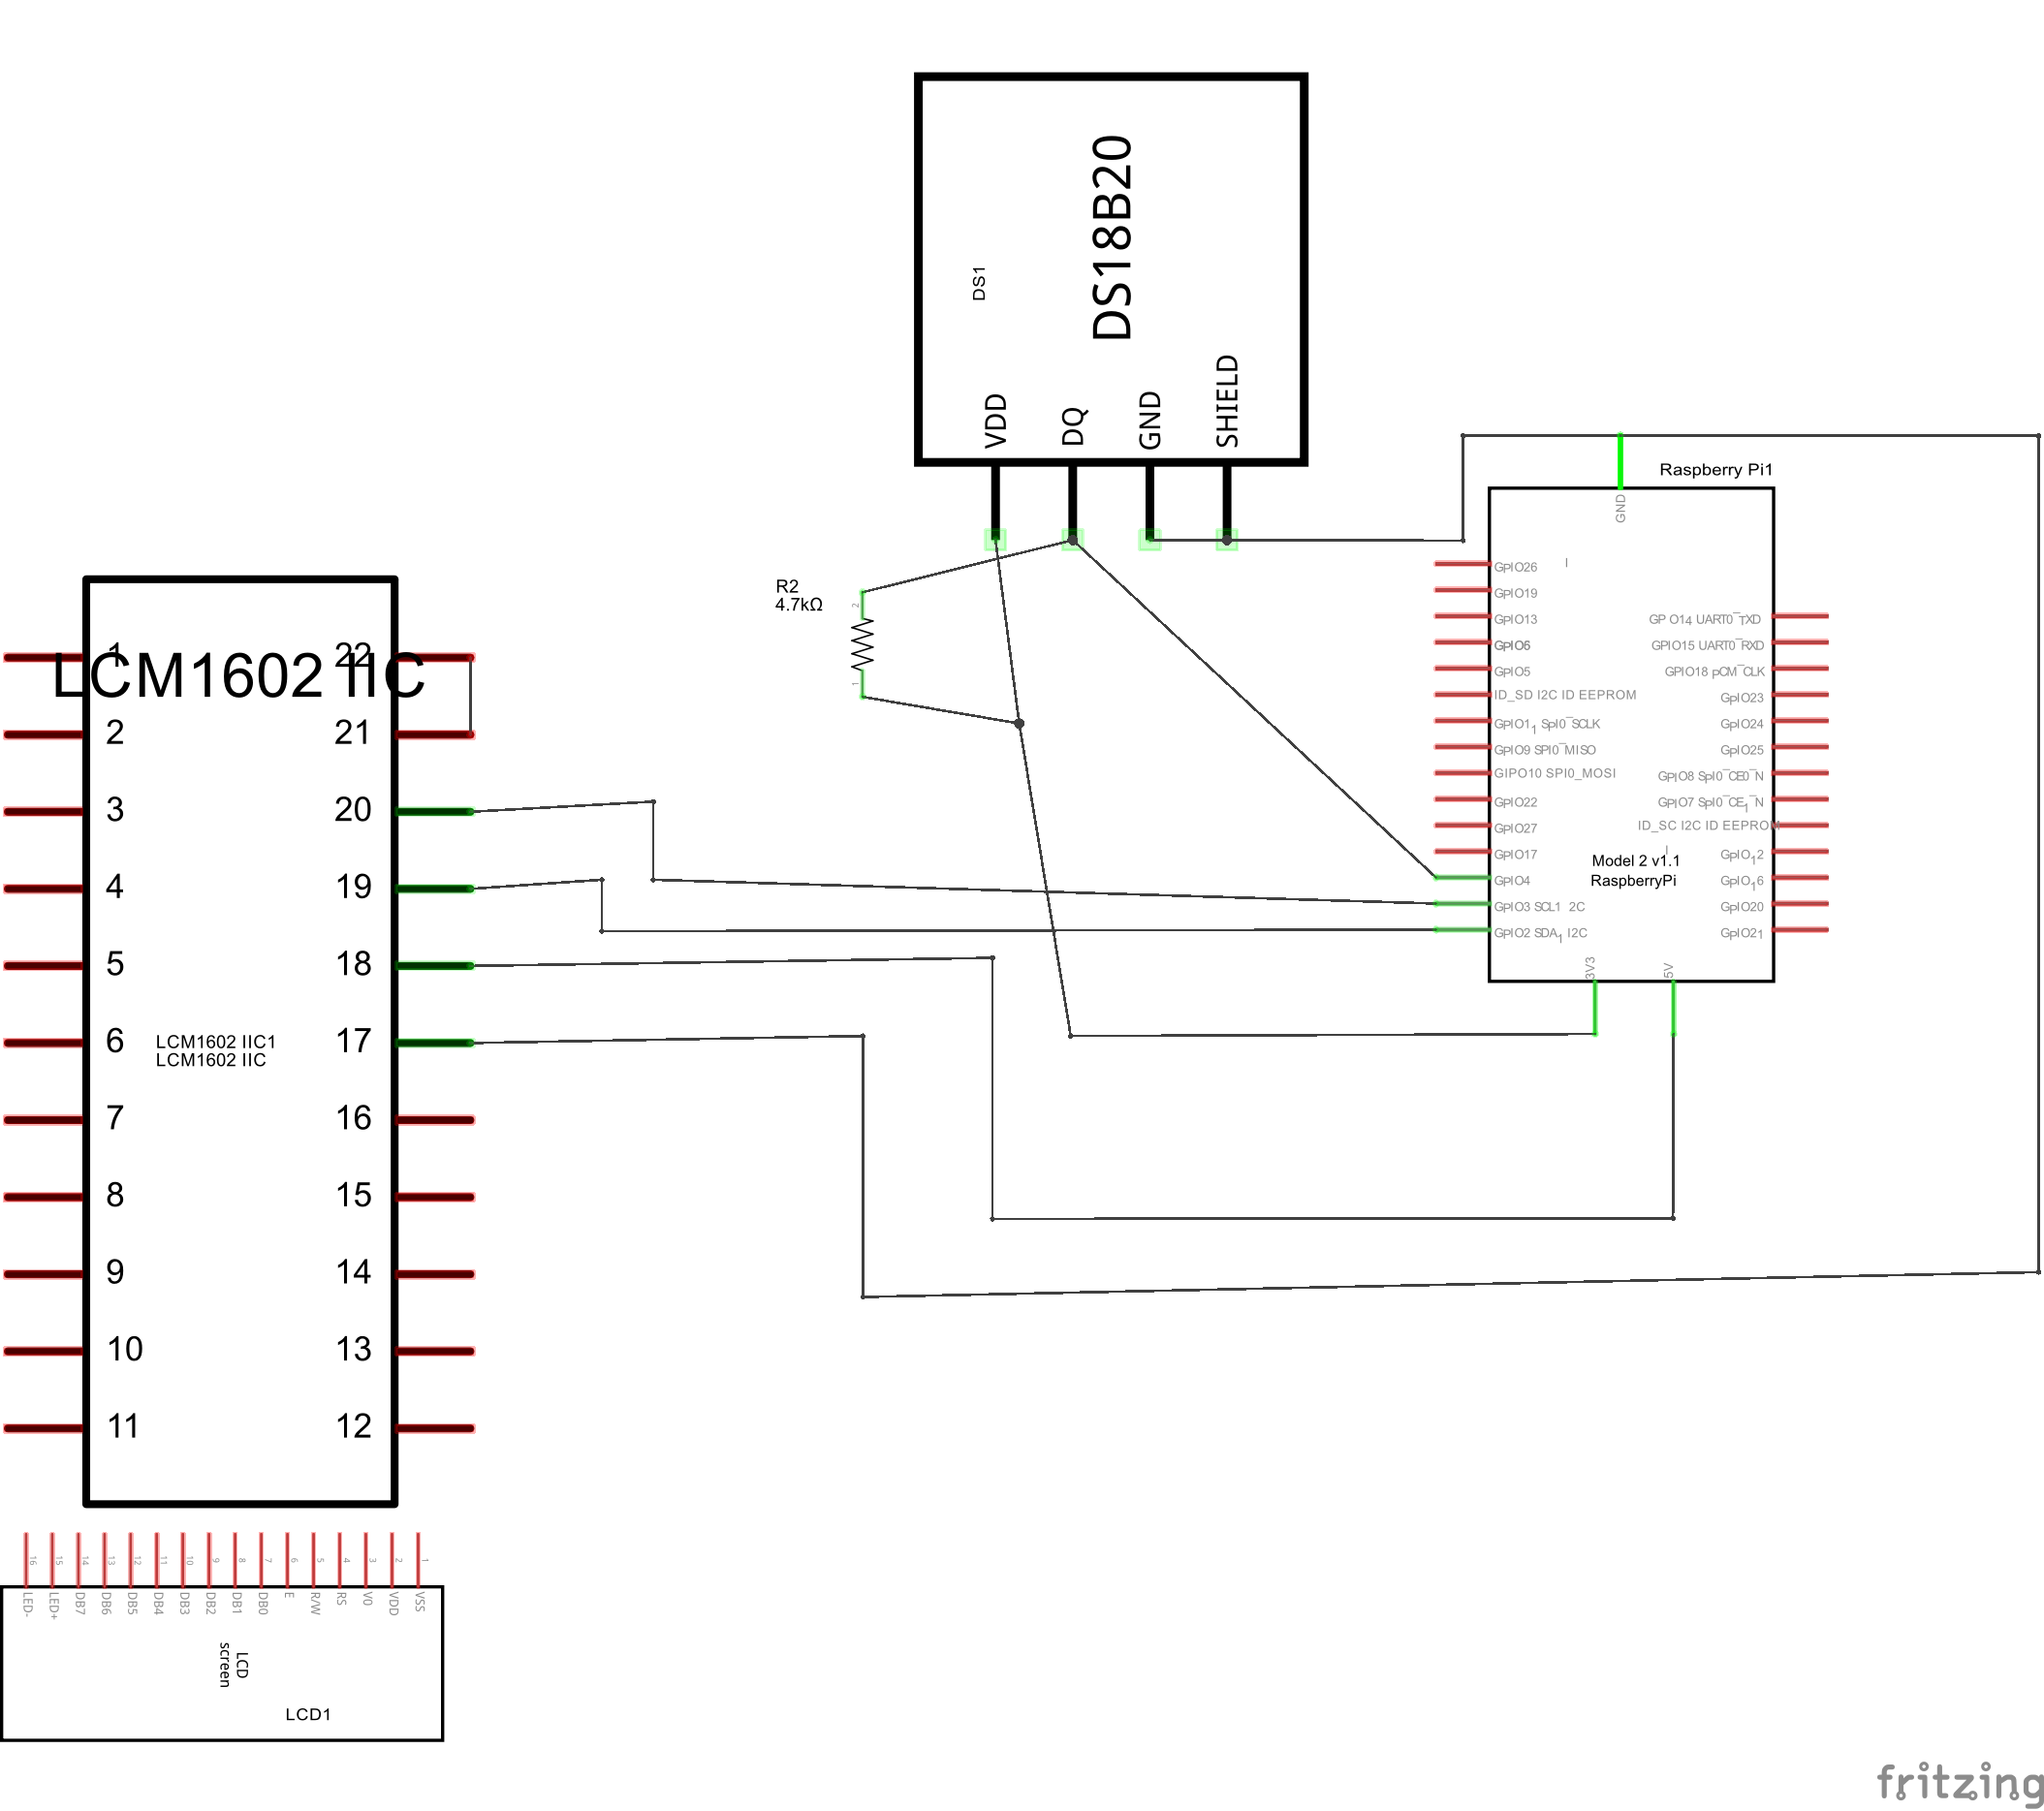 DS18B20
DS1
VDD
DQ
GND
SHIELD
R2
4.7kΩ
2
1
Raspberry Pi1
GND
GpIO26
GpIO19
GpIO13
GpIO6
GpIO5
ID_SD I2C ID EEPROM
GpIO11 SpI0_SCLK
GpIO9 SPI0_MISO
GIPO10 SPI0_MOSI
GpIO22
GpIO27
GpIO17
GpIO4
GpIO3 SCL1 2C
GpIO2 SDA1 I2C
GP O14 UART0_TXD
GPIO15 UART0_RXD
GPIO18 pCM_CLK
GpIO23
GpIO24
GpIO25
GPIO8 SpI0_CE0_N
GPIO7 SpI0_CE1_N
ID_SC I2C ID EEPROM
GpIO12
GpIO16
GpIO20
GpIO21
Model 2 v1.1
RaspberryPi
3V3
5V
LCM1602 IIC
1
2
3
4
5
6
7
8
9
10
11
22
21
20
19
18
17
16
15
14
13
12
LCM1602 IIC1
LCM1602 IIC
16
15
14
13
12
11
10
9
8
7
6
5
4
3
2
1
LED-
LED+
DB7
DB6
DB5
DB4
DB3
DB2
DB1
DB0
E
R/W
RS
V0
VDD
VSS
LCD
screen
LCD1
fritzing